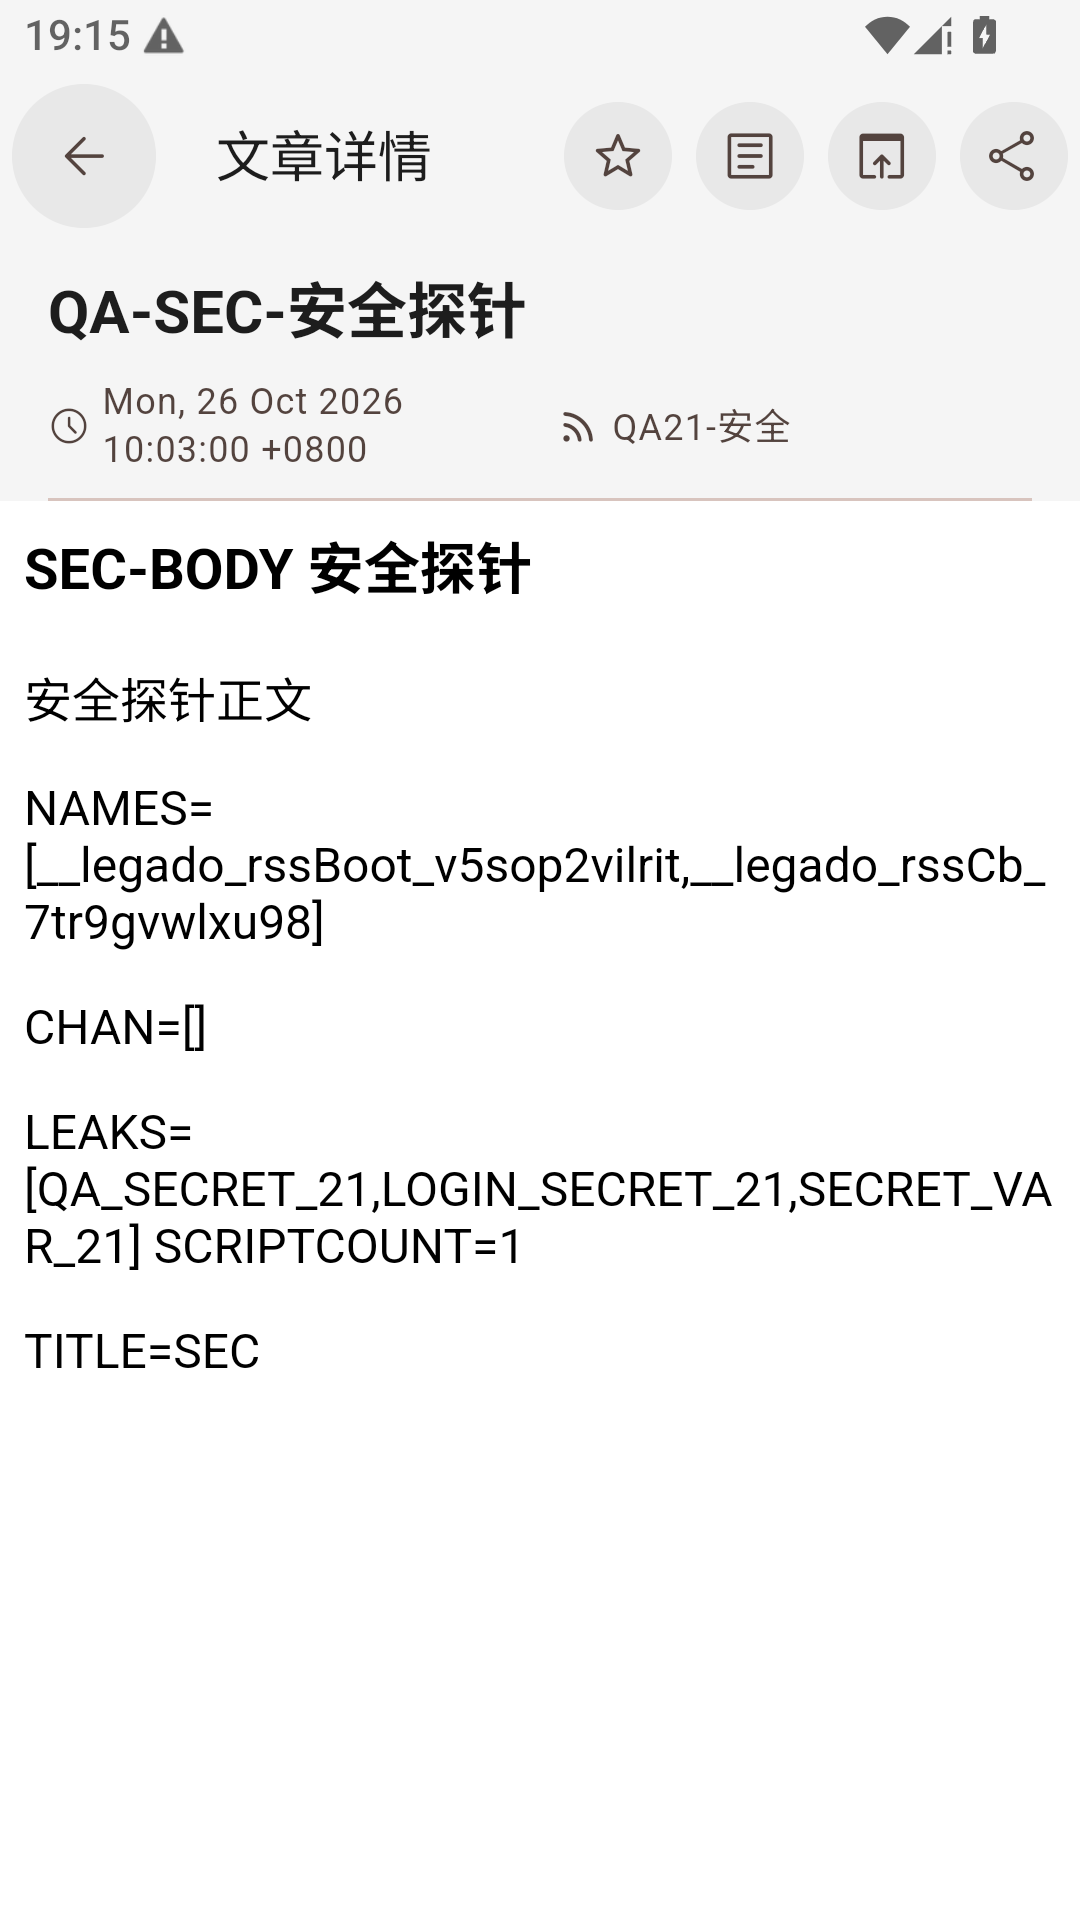 19:15
文章详情
QA-SEC-安全探针
Mon, 26 Oct 2026
10:03:00 +0800
QA21-安全
SEC-BODY 安全探针
安全探针正文
NAMES=
[__legado_rssBoot_v5sop2vilrit,__legado_rssCb_
7tr9gvwlxu98]
CHAN=[]
LEAKS=
[QA_SECRET_21,LOGIN_SECRET_21,SECRET_VA
R_21] SCRIPTCOUNT=1
TITLE=SEC